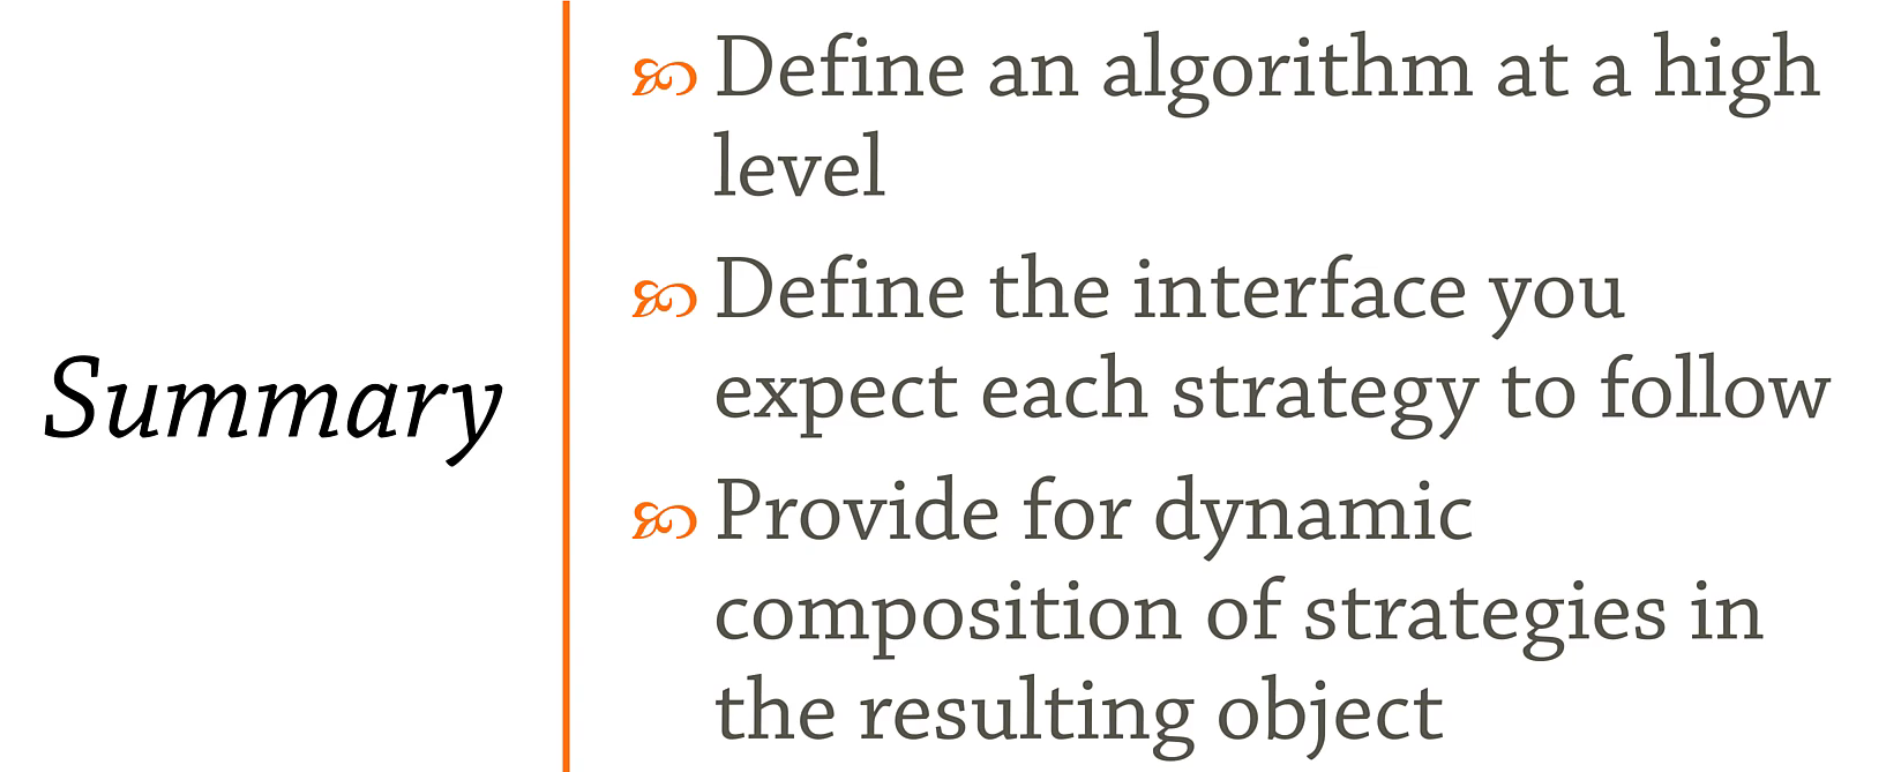 Summary
Define an algorithm at a high
level
Define the interface you
expect each strategy to follow
Provide for dynamic
composition of strategies in
the resulting object